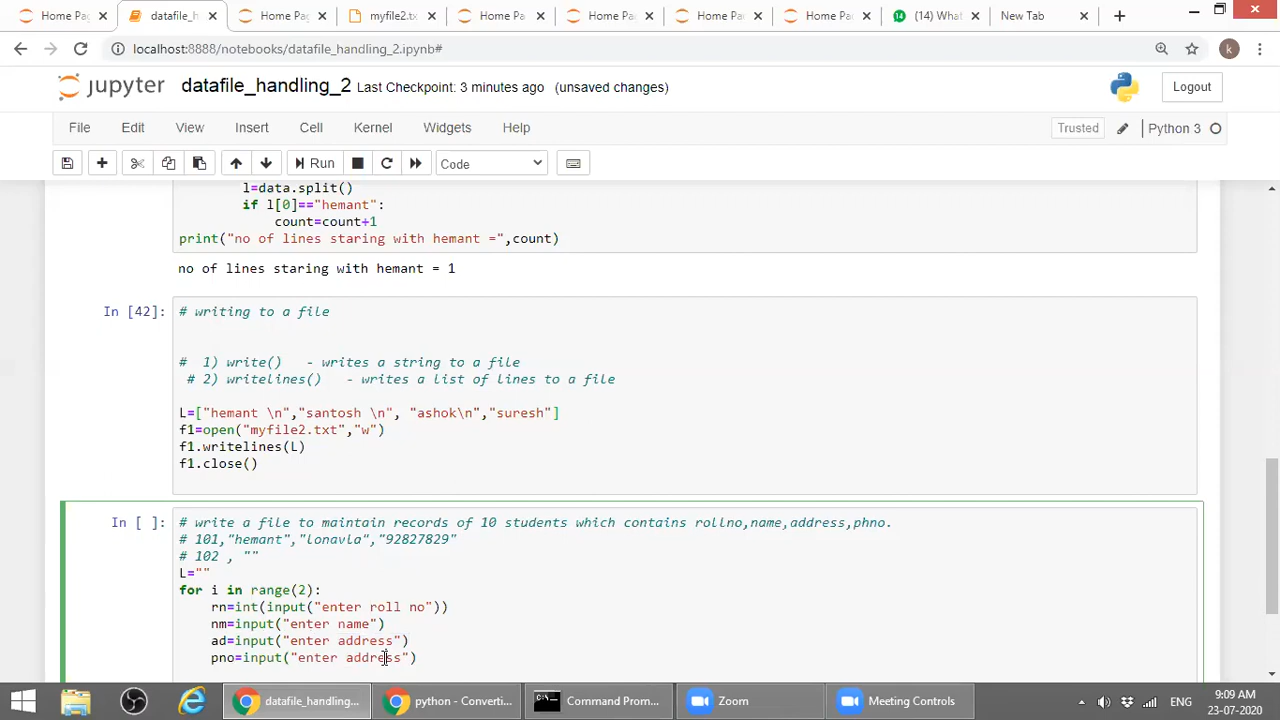 Home Pa
datafile_h
Home Pag
myfile2.tx
Home Pa
Home Pa
Home Pa
Home Pa
(14) What
New Tab
localhost:8888/notebooks/datafile_handling_2.ipynb#
k
jupyter
datafile_handling_2
Last Checkpoint: 3 minutes ago
(unsaved changes)
Logout
File
Edit
View
Insert
Cell
Kernel
Widgets
Help
Trusted
Python 3
Run
Code
l=data.split()
if l[0]=="hemant":
count=count+1
print("no of lines staring with hemant =",count)
no of lines staring with hemant = 1
In [42]:
# writing to a file
# 1) write() - writes a string to a file
# 2) writelines() - writes a list of lines to a file
L=["hemant \n","santosh \n", "ashok\n","suresh"]
f1=open("myfile2.txt","w")
f1.writelines(L)
f1.close()
In [ ]:
# write a file to maintain records of 10 students which contains rollno,name,address,phno.
# 101,"hemant","lonavla","92827829"
# 102 , ""
L=""
for i in range(2):
rn=int(input("enter roll no"))
nm=input("enter name")
ad=input("enter address")
pno=input("enter address")
datafile_handling...
python - Converti...
Command Prom...
Zoom
Meeting Controls
ENG
9:09 AM
23-07-2020